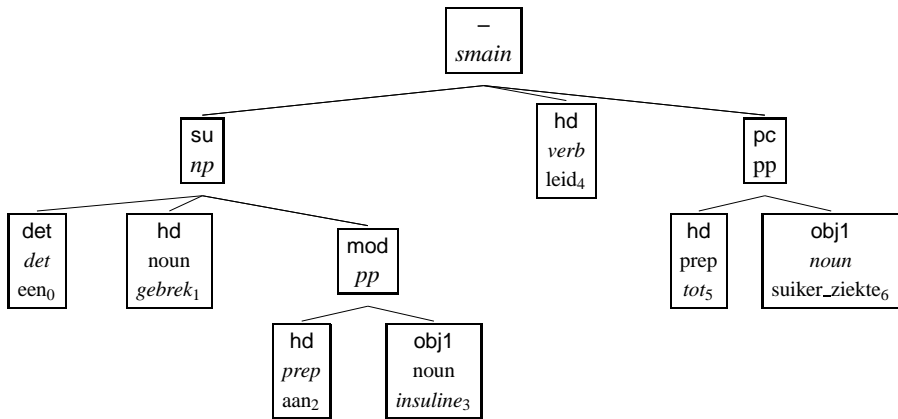 –
smain
su
np
hd
verb
leid4
pc
pp
det
det
een0
hd
noun
gebrek1
mod
pp
hd
prep
tot5
obj1
noun
suiker_ziekte6
hd
prep
aan2
obj1
noun
insuline3